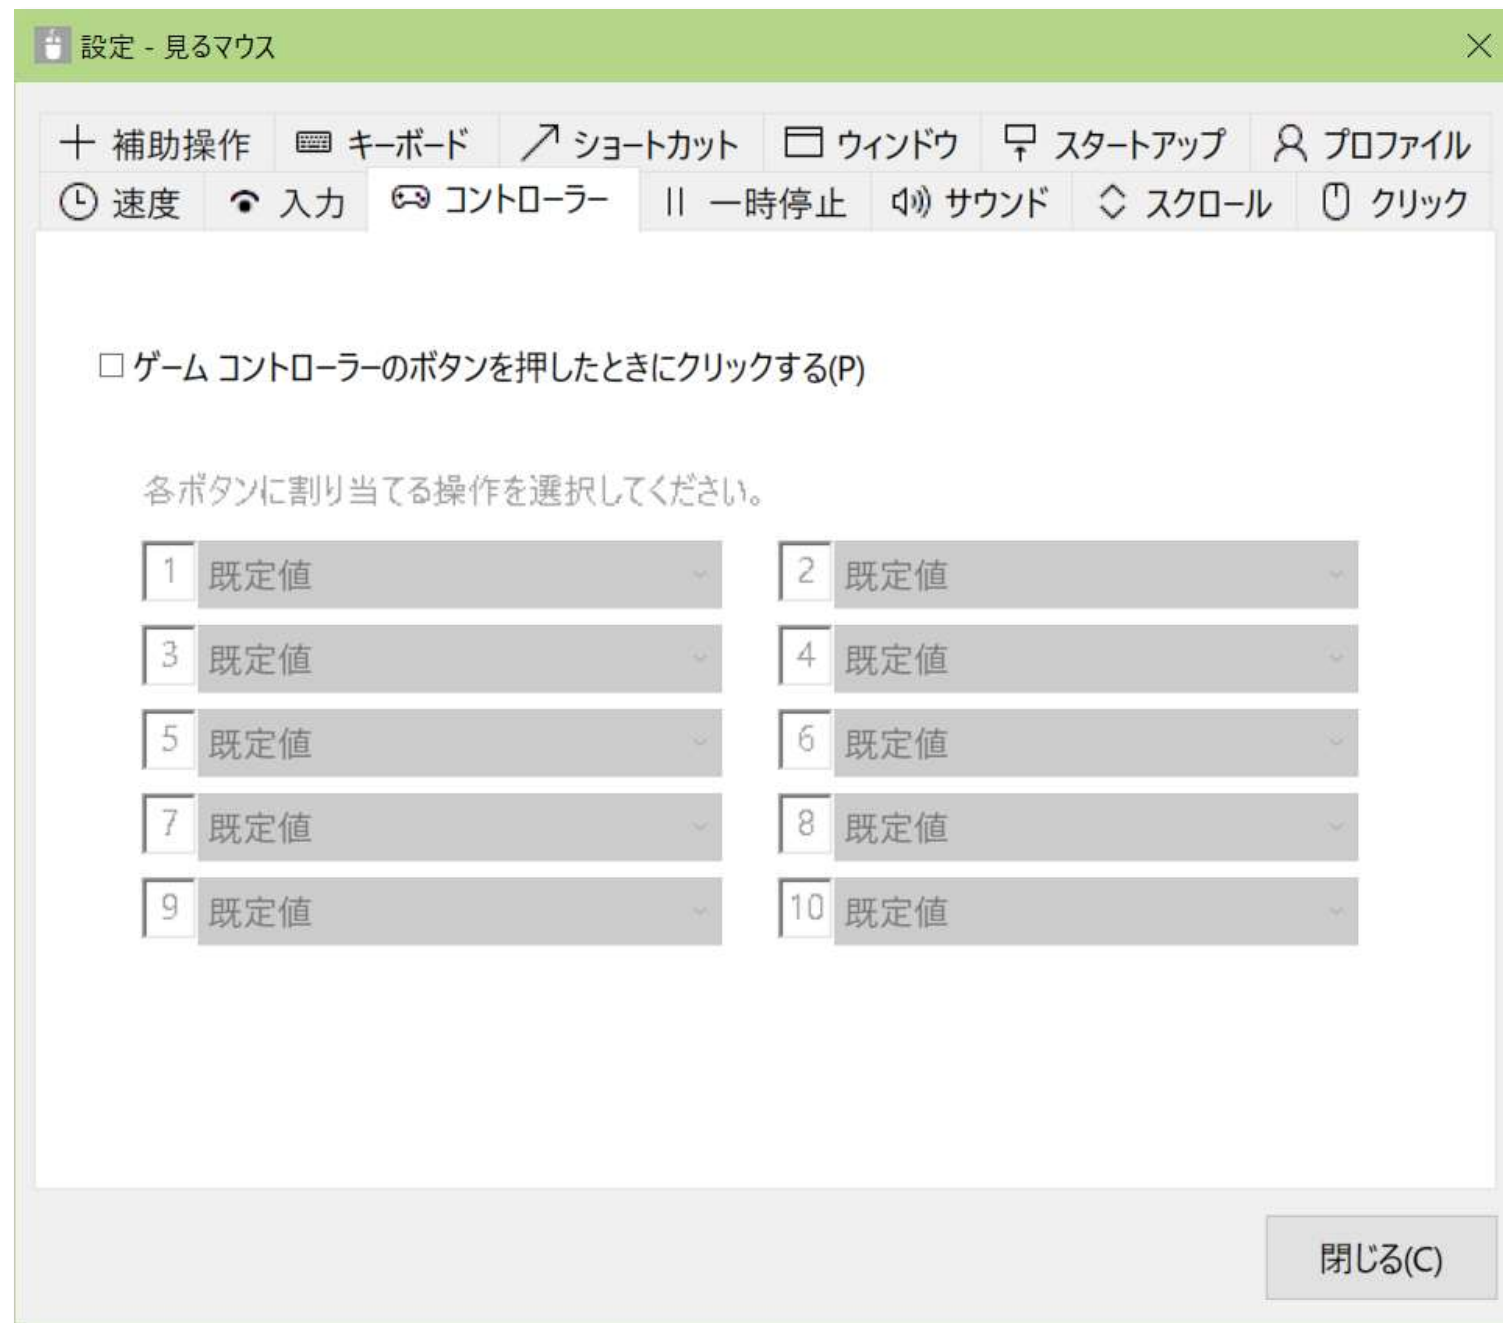 設定 - 見るマウス
補助操作 キーボード ショートカット ウィンドウ スタートアップ プロファイル
速度 入力 コントローラー 一時停止 サウンド スクロール クリック
ゲーム コントローラーのボタンを押したときにクリックする(P)
各ボタンに割り当てる操作を選択してください。
1 既定値 2 既定値
3 既定値 4 既定値
5 既定値 6 既定値
7 既定値 8 既定値
9 既定値 10 既定値
閉じる(C)